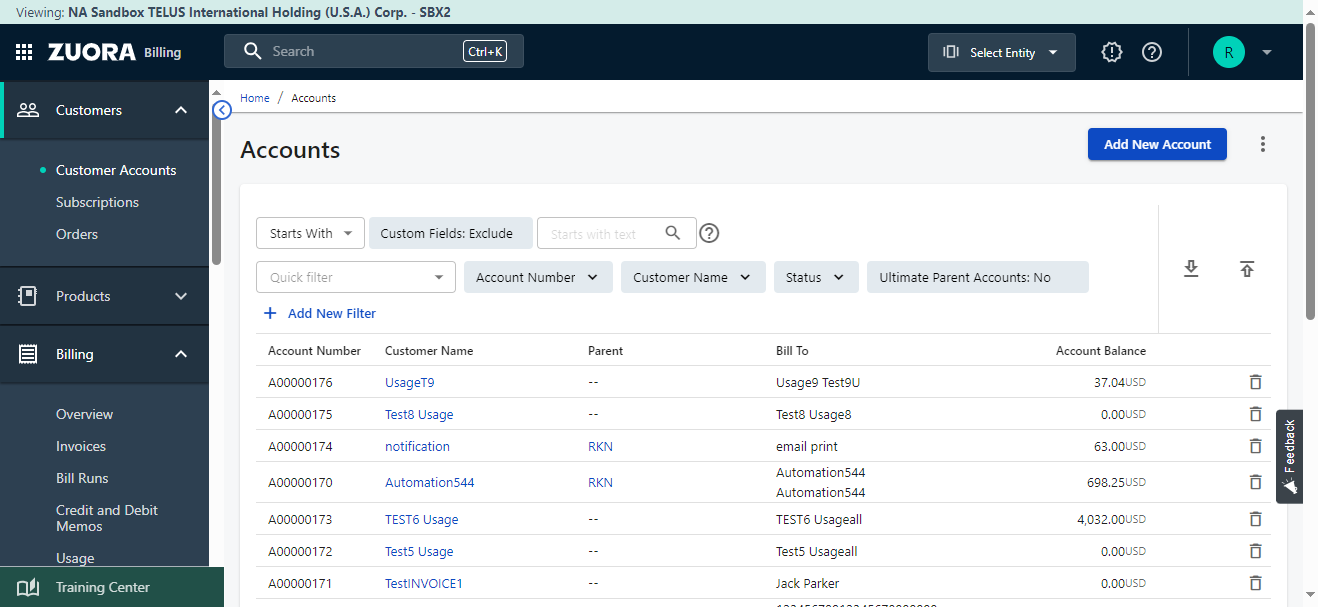 Viewing: NA Sandbox TELUS International Holding (U.S.A.) Corp. - SBX2
ZUORA Billing
Search Ctrl+K
Select Entity
R
Customers
Customer Accounts
Subscriptions
Orders
Products
Billing
Overview
Invoices
Bill Runs
Credit and Debit
Memos
Usage
Training Center
Home / Accounts
Accounts
Add New Account
Starts With Custom Fields: Exclude Starts with text
Quick filter Account Number Customer Name Status Ultimate Parent Accounts: No
+ Add New Filter
Account Number Customer Name Parent Bill To Account Balance
A00000176 UsageT9 -- Usage9 Test9U 37.04USD
A00000175 Test8 Usage -- Test8 Usage8 0.00USD
A00000174 notification RKN email print 63.00USD
A00000170 Automation544 RKN Automation544 Automation544 698.25USD
A00000173 TEST6 Usage -- TEST6 Usageall 4,032.00USD
A00000172 Test5 Usage -- Test5 Usageall 0.00USD
A00000171 TestINVOICE1 -- Jack Parker 0.00USD
Feedback